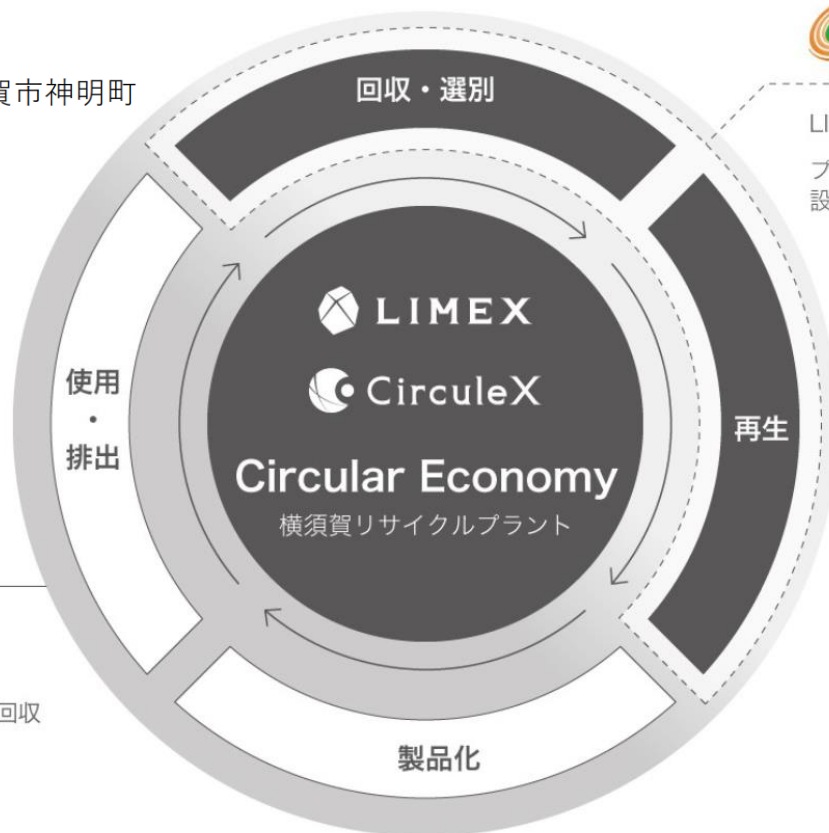 賀市神明町
回収・選別
LI
プ
設
LIMEX
CirculeX
使用
・
排出
再生
Circular Economy
横須賀リサイクルプラント
回収
製品化